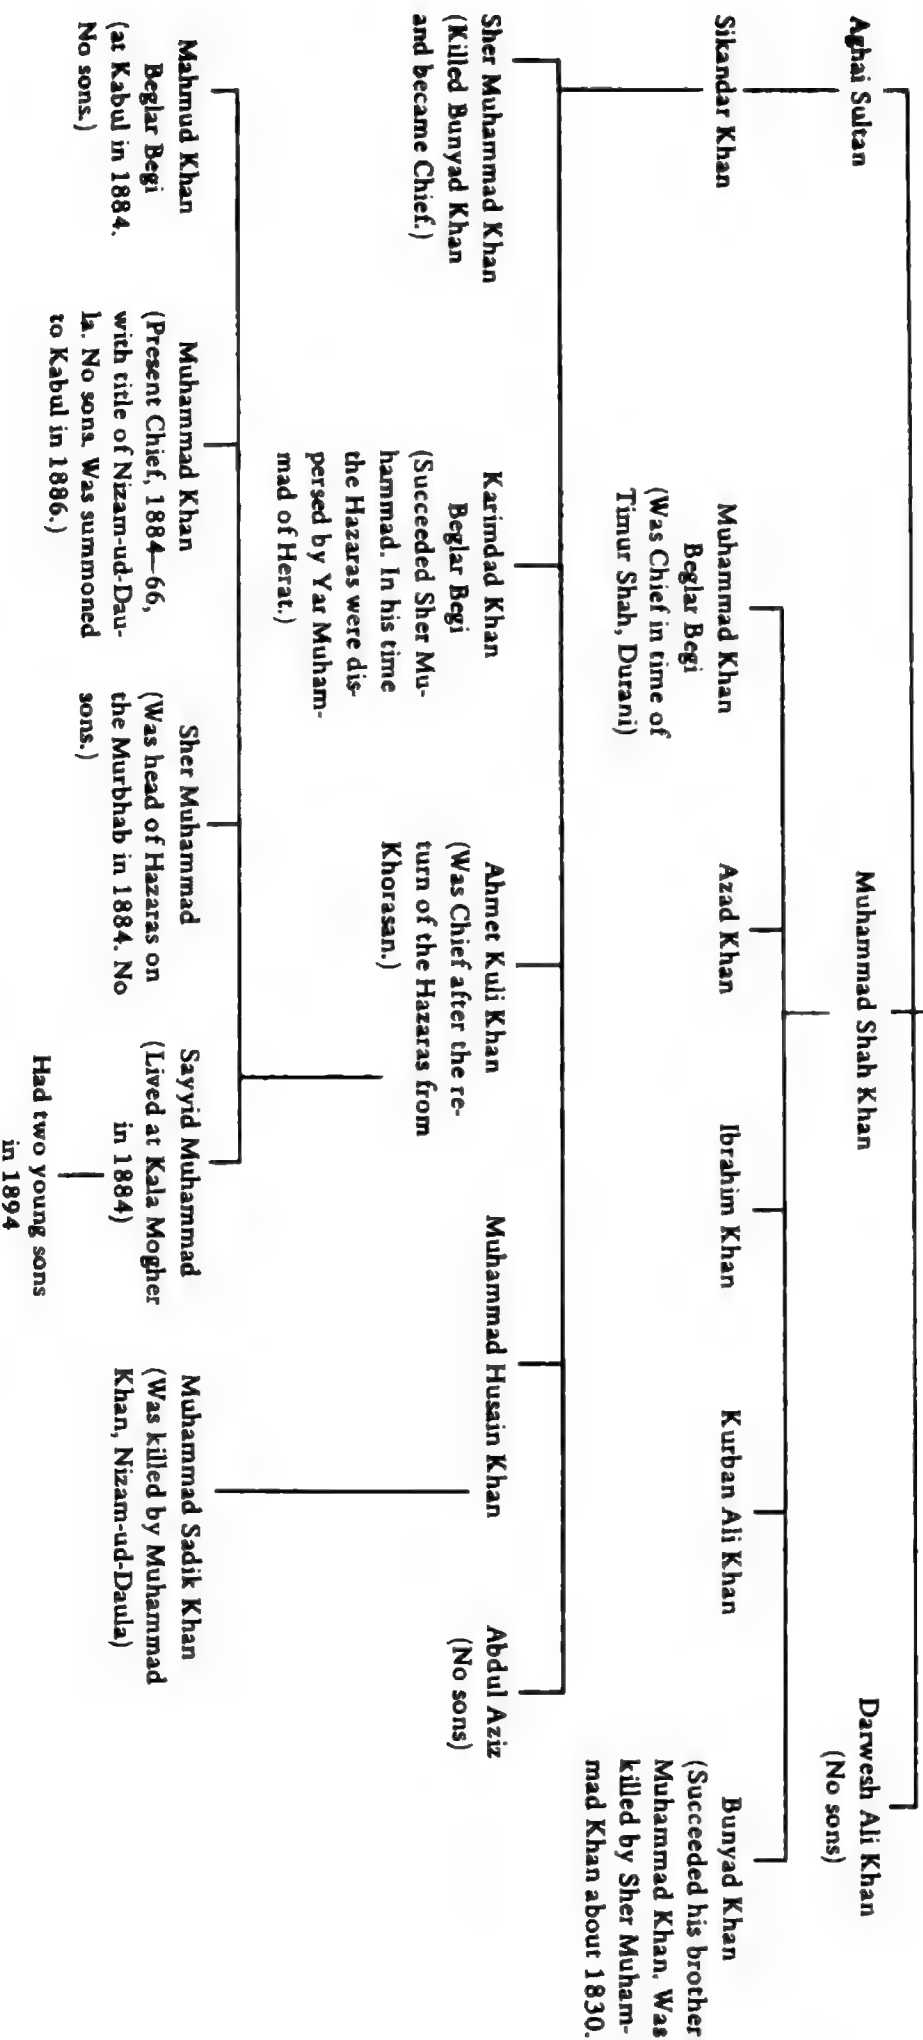 Aghai Sultan
Muhammad Shah Khan
Darwesh Ali Khan
(No sons)
Sikandar Khan
Muhammad Khan
Beglar Begi
(Was Chief in time of
Timur Shah, Durani)
Azad Khan
Ibrahim Khan
Kurban Ali Khan
Bunyad Khan
(Succeeded his brother
Muhammad Khan. Was
killed by Sher Muham-
mad Khan about 1830.
Sher Muhammad Khan
(Killed Bunyad Khan
and became Chief.)
Karimdad Khan
Beglar Begi
(Succeeded Sher Mu-
hammad. In his time
the Hazaras were dis-
persed by Yar Muham-
mad of Herat.)
Ahmet Kuli Khan
(Was Chief after the re-
turn of the Hazaras from
Khorasan.)
Muhammad Husain Khan
Abdul Aziz
(No sons)
Mahmud Khan
Beglar Begi
(at Kabul in 1884.
No sons.)
Muhammad Khan
(Present Chief, 1884—66,
with title of Nizam-ud-Dau-
la. No sons. Was summoned
to Kabul in 1886.)
Sher Muhammad
(Was head of Hazaras on
the Murbhab in 1884. No
sons.)
Sayyid Muhammad
(Lived at Kala Mogher
in 1884)
Had two young sons
in 1894
Muhammad Sadik Khan
(Was killed by Muhammad
Khan, Nizam-ud-Daula)